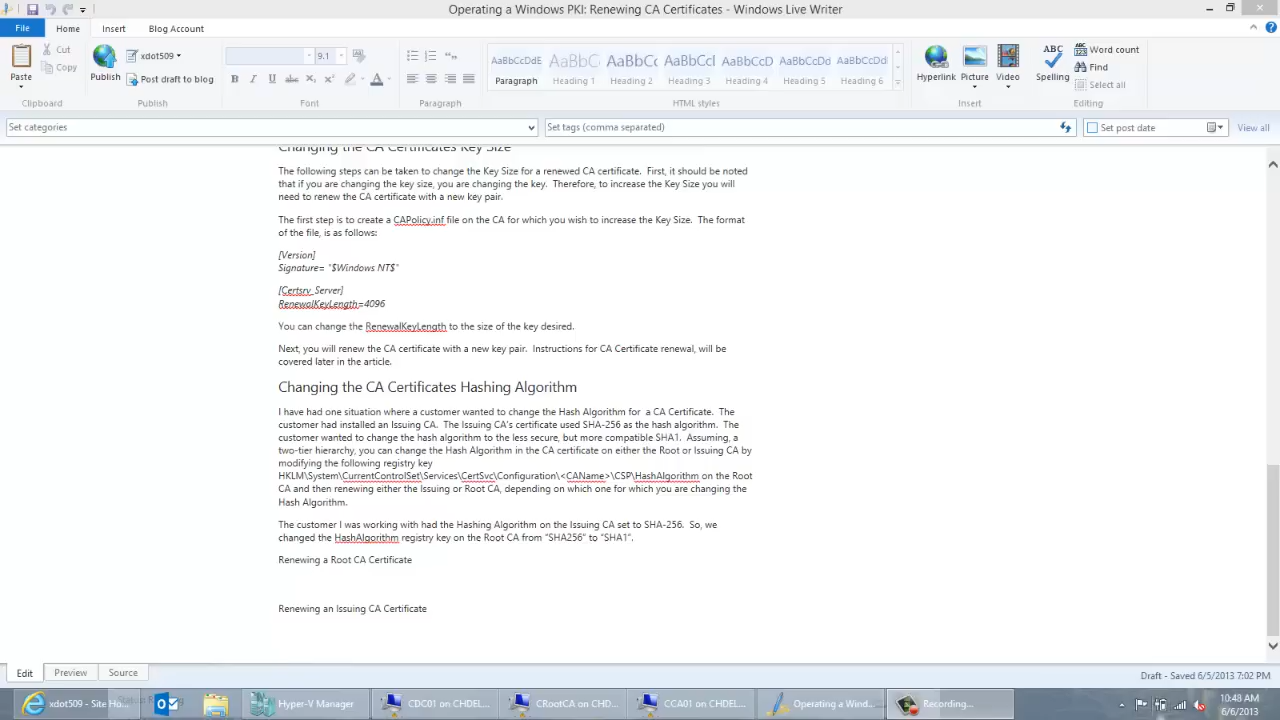 Operating a Windows PKI: Renewing CA Certificates - Windows Live Writer
File Home Insert Blog Account
Paste Cut Copy
Clipboard
Publish xdot509 Post draft to blog
Publish
9.1
B I U abc X₂ X² A
Font
Paragraph
AaBbCcDdE AaBbC AaBbCc AaBbCcI AaBbCcD AaBbCcDd AaBbCcDdI
Paragraph Heading 1 Heading 2 Heading 3 Heading 4 Heading 5 Heading 6
HTML styles
Hyperlink Picture Video
Insert
ABC Spelling Word count Find Select all
Editing
Set categories Set tags (comma separated) Set post date View all
Changing the CA Certificates Key Size
The following steps can be taken to change the Key Size for a renewed CA certificate. First, it should be noted
that if you are changing the key size, you are changing the key. Therefore, to increase the Key Size you will
need to renew the CA certificate with a new key pair.
The first step is to create a CAPolicy.inf file on the CA for which you wish to increase the Key Size. The format
of the file, is as follows:
[Version]
Signature= "$Windows NT$"
[Certsrv_Server]
RenewalKeyLength=4096
You can change the RenewalKeyLength to the size of the key desired.
Next, you will renew the CA certificate with a new key pair. Instructions for CA Certificate renewal, will be
covered later in the article.
Changing the CA Certificates Hashing Algorithm
I have had one situation where a customer wanted to change the Hash Algorithm for a CA Certificate. The
customer had installed an Issuing CA. The Issuing CA's certificate used SHA-256 as the hash algorithm. The
customer wanted to change the hash algorithm to the less secure, but more compatible SHA1. Assuming, a
two-tier hierarchy, you can change the Hash Algorithm in the CA certificate on either the Root or Issuing CA by
modifying the following registry key
HKLM\System\CurrentControlSet\Services\CertSvc\Configuration\<CAName>\CSP\HashAlgorithm on the Root
CA and then renewing either the Issuing or Root CA, depending on which one for which you are changing the
Hash Algorithm.
The customer I was working with had the Hashing Algorithm on the Issuing CA set to SHA-256. So, we
changed the HashAlgorithm registry key on the Root CA from "SHA256" to "SHA1".
Renewing a Root CA Certificate
Renewing an Issuing CA Certificate
Edit Preview Source Draft - Saved 6/5/2013 7:02 PM
xdot509 - Site Ho... Hyper-V Manager CDC01 on CHDEL... CRootCA on CHD... CCA01 on CHDEL... Operating a Wind... Recording... 10:48 AM
6/6/2013